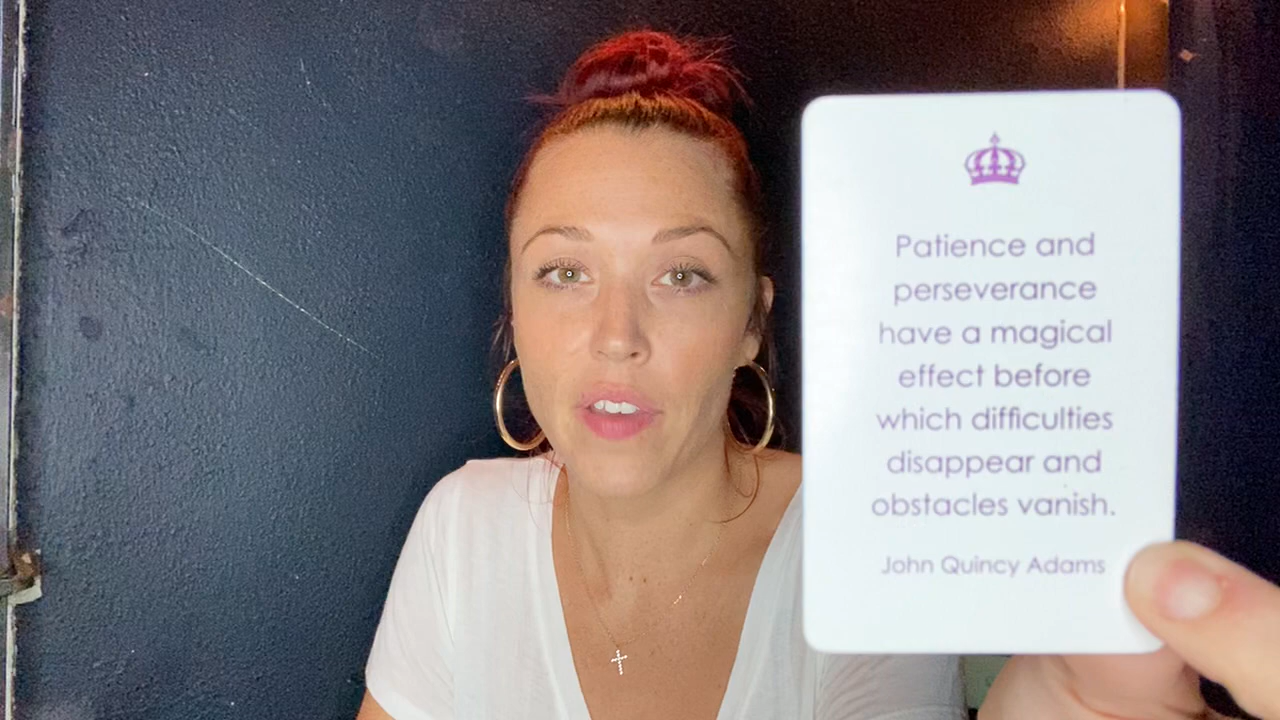 Patience and
perseverance
have a magical
effect before
which difficulties
disappear and
obstacles vanish.
John Quincy Adams